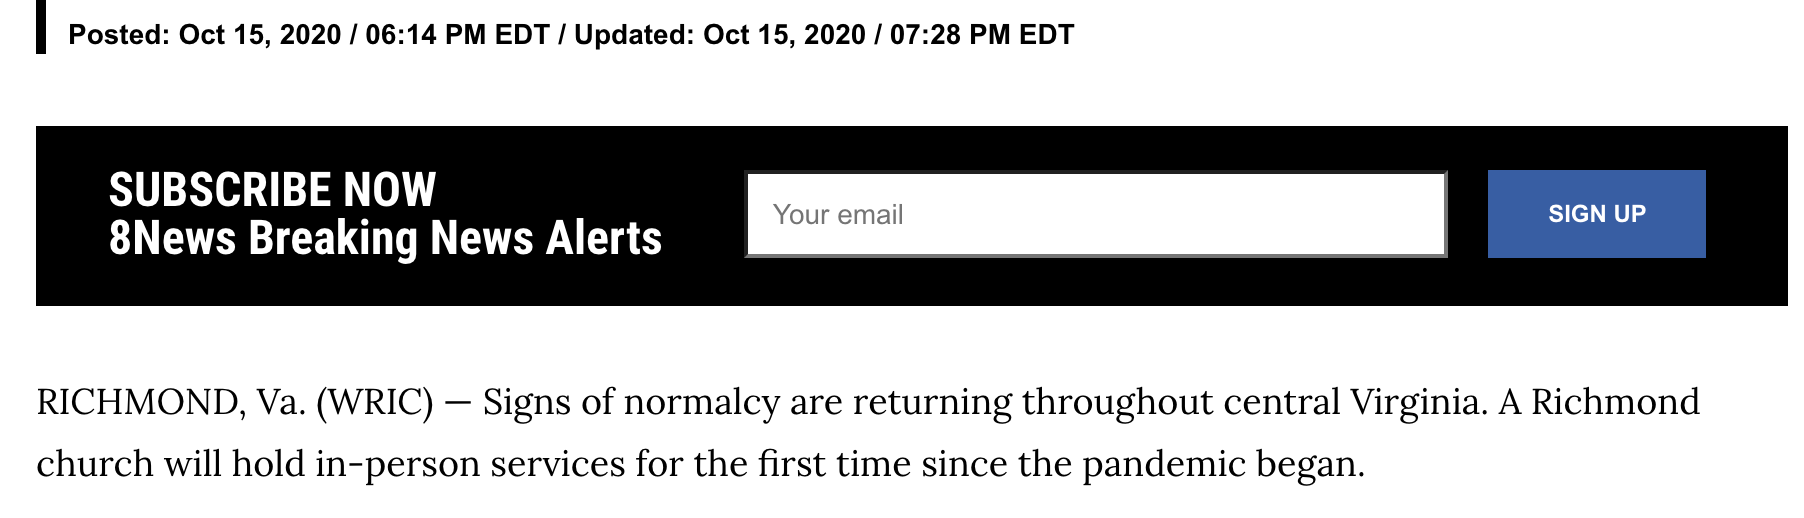 Posted: Oct 15, 2020 / 06:14 PM EDT / Updated: Oct 15, 2020 / 07:28 PM EDT
SUBSCRIBE NOW
8News Breaking News Alerts
Your email
SIGN UP
RICHMOND, Va. (WRIC) — Signs of normalcy are returning throughout central Virginia. A Richmond
church will hold in-person services for the first time since the pandemic began.